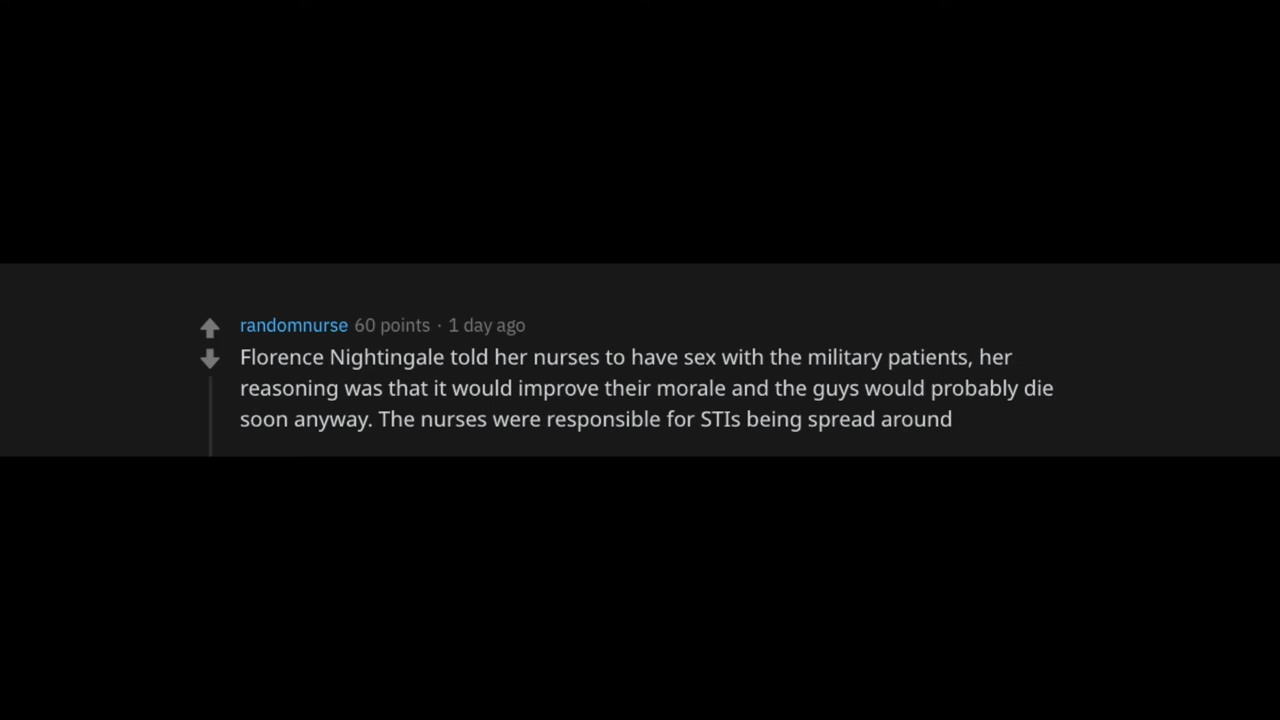 randomnurse 60 points · 1 day ago
Florence Nightingale told her nurses to have sex with the military patients, her
reasoning was that it would improve their morale and the guys would probably die
soon anyway. The nurses were responsible for STIs being spread around